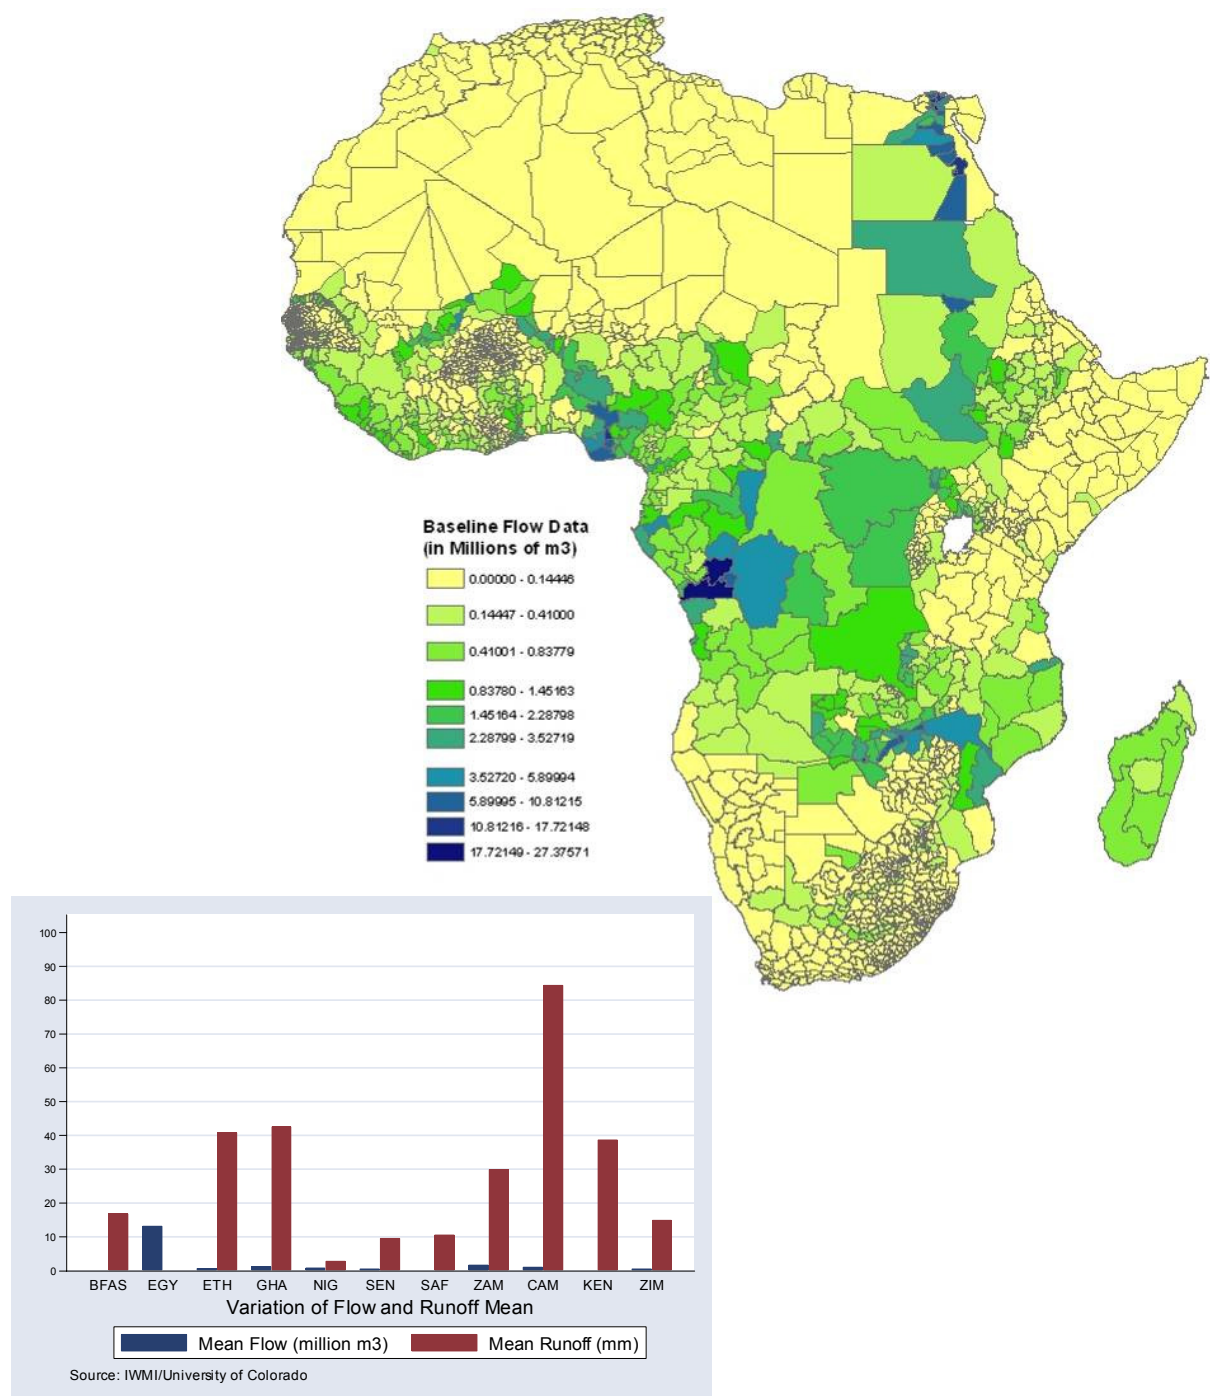 Baseline Flow Data
(in Millions of m3)
0.00000 - 0.14446
0.14447 - 0.41000
0.41001 - 0.83779
0.83780 - 1.45163
1.45164 - 2.28798
2.28799 - 3.52719
3.52720 - 5.89994
5.89995 - 10.81215
10.81216 - 17.72148
17.72149 - 27.37571
100
90
80
70
60
50
40
30
20
10
0
BFAS EGY ETH GHA NIG SEN SAF ZAM CAM KEN ZIM
Variation of Flow and Runoff Mean
Mean Flow (million m3) Mean Runoff (mm)
Source: IWMI/University of Colorado